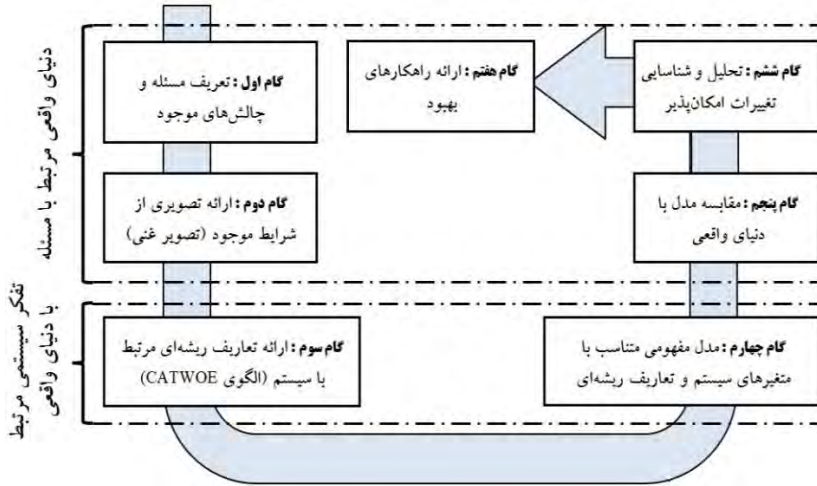 دنیای واقعی مرتبط با مسئله
گام اول : تعریف مسئله و
چالش‌های موجود
گام دوم : ارائه تصویری از
شرایط موجود (تصویر غنی)
گام هفتم : ارائه راهکارهای
بهبود
گام ششم : تحلیل و شناسایی
تغییرات امکان‌پذیر
گام پنجم : مقایسه مدل با
دنیای واقعی
تفکر سیستمی مرتبط
با دنیای واقعی
گام سوم : ارائه تعاریف ریشه‌ای مرتبط
با سیستم (الگوی CATWOE)
گام چهارم : مدل مفهومی متناسب با
متغیرهای سیستم و تعاریف ریشه‌ای